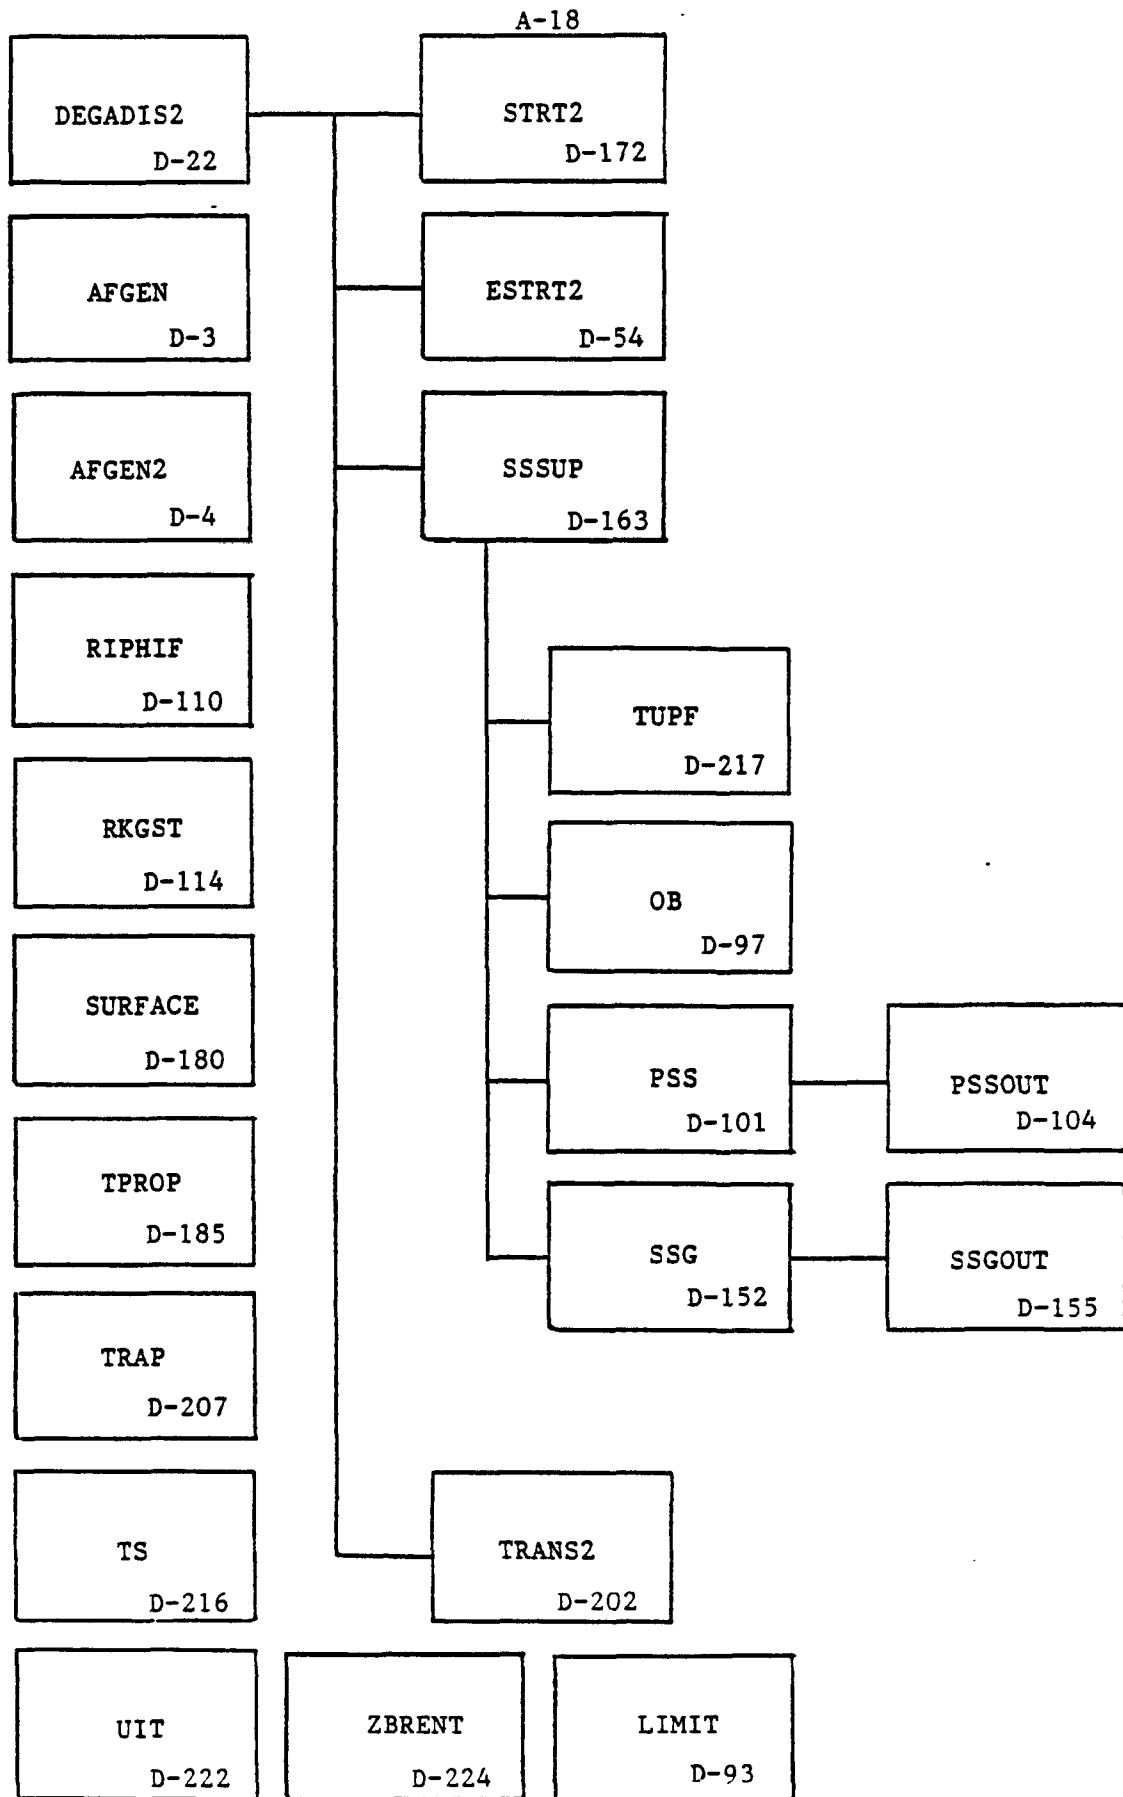 A-18
DEGADIS2
D-22
STRT2
D-172
AFGEN
D-3
ESTRT2
D-54
AFGEN2
D-4
SSSUP
D-163
RIPHIF
D-110
TUPF
D-217
RKGST
D-114
OB
D-97
SURFACE
D-180
PSS
D-101
PSSOUT
D-104
TPROP
D-185
SSG
D-152
SSGOUT
D-155
TRAP
D-207
TS
D-216
TRANS2
D-202
UIT
D-222
ZBRENT
D-224
LIMIT
D-93